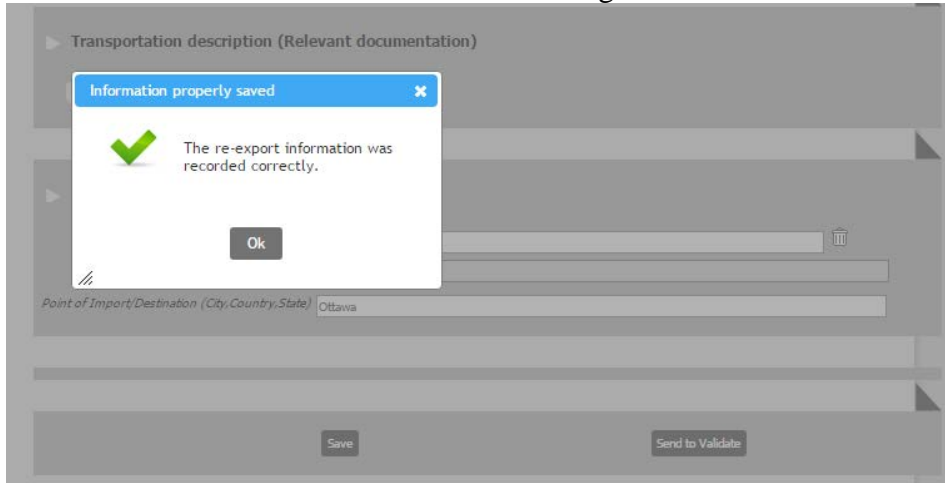 Transportation description (Relevant documentation)
Information properly saved
The re-export information was
recorded correctly.
Ok
Point of Import/Destination (City,Country,State) Ottawa
Save Send to Validate